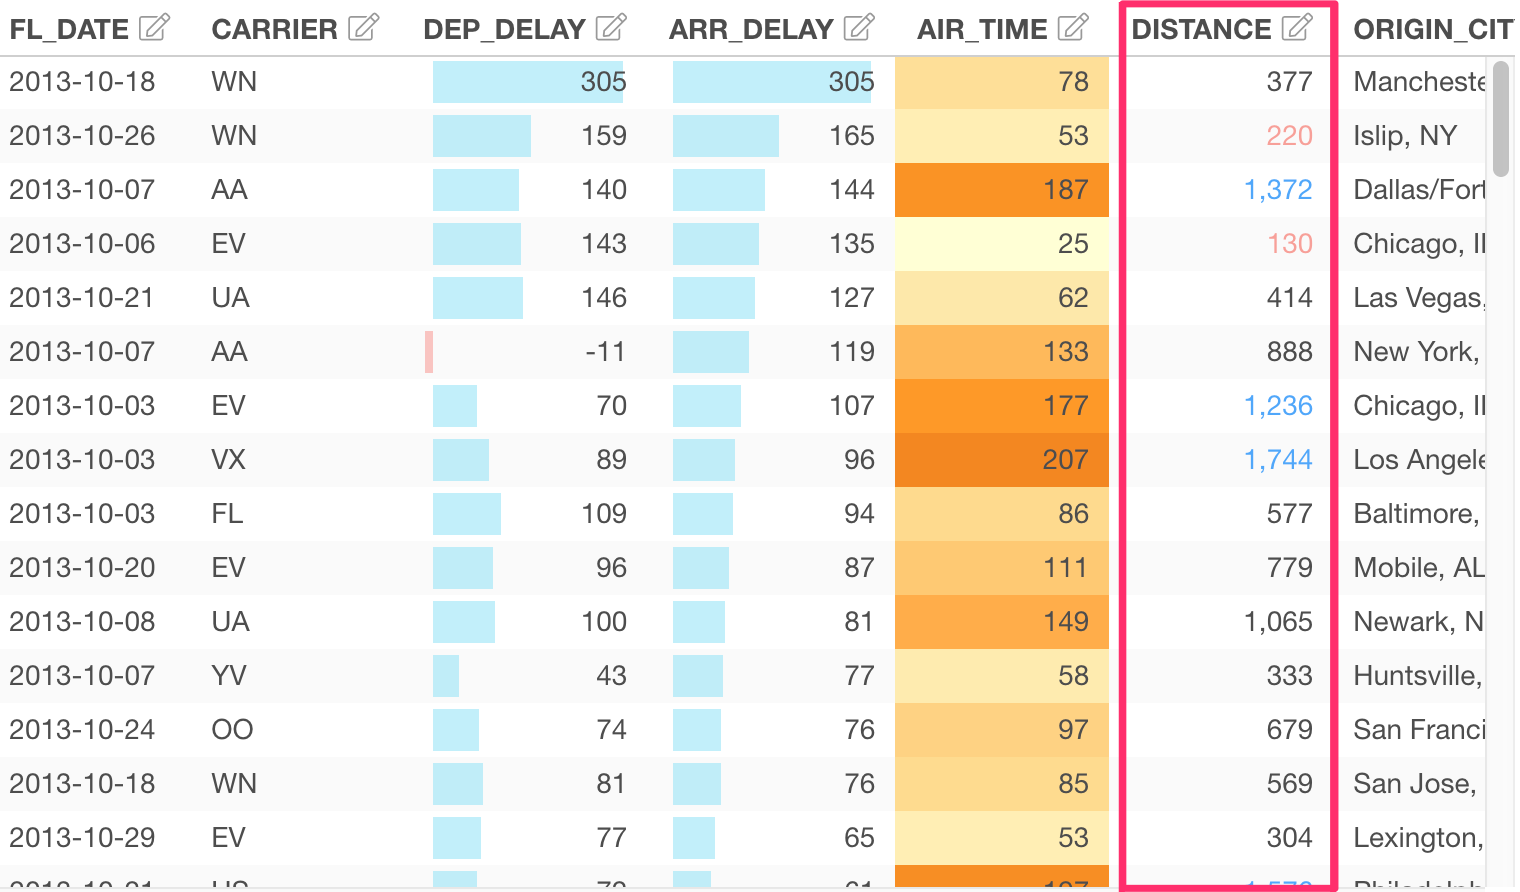 FL_DATE CARRIER DEP_DELAY ARR_DELAY AIR_TIME DISTANCE ORIGIN_CIT
2013-10-18 WN 305 305 78 377 Mancheste
2013-10-26 WN 159 165 53 220 Islip, NY
2013-10-07 AA 140 144 187 1,372 Dallas/Fort
2013-10-06 EV 143 135 25 130 Chicago, Il
2013-10-21 UA 146 127 62 414 Las Vegas,
2013-10-07 AA -11 119 133 888 New York,
2013-10-03 EV 70 107 177 1,236 Chicago, Il
2013-10-03 VX 89 96 207 1,744 Los Angele
2013-10-03 FL 109 94 86 577 Baltimore,
2013-10-20 EV 96 87 111 779 Mobile, AL
2013-10-08 UA 100 81 149 1,065 Newark, N
2013-10-07 YV 43 77 58 333 Huntsville,
2013-10-24 OO 74 76 97 679 San Franci
2013-10-18 WN 81 76 85 569 San Jose,
2013-10-29 EV 77 65 53 304 Lexington,